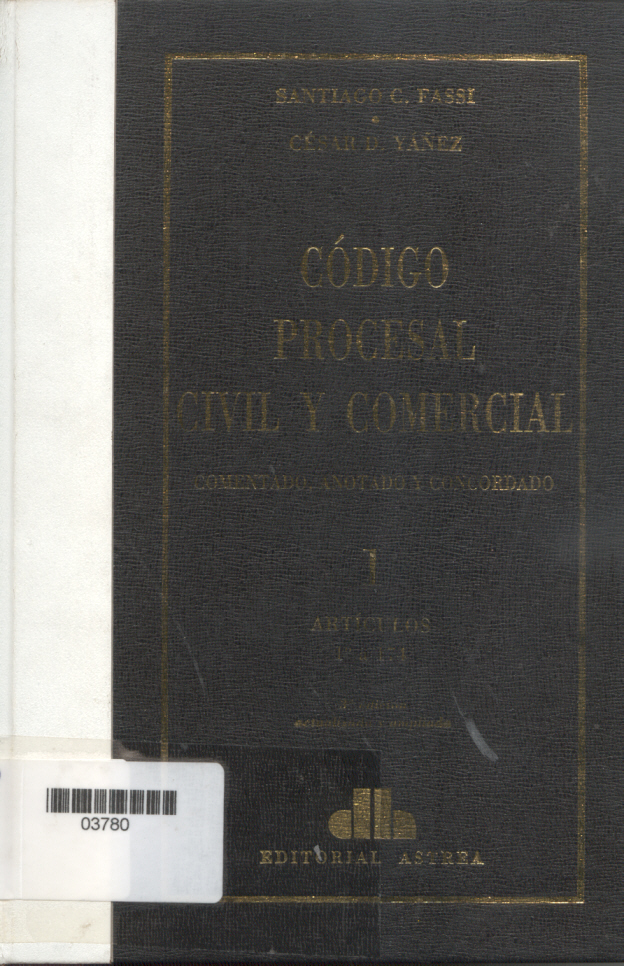 SANTIAGO C. FASSI
CÉSAR D. YÁÑEZ
CÓDIGO
PROCESAL
CIVIL Y COMERCIAL
COMENTADO, ANOTADO Y CONCORDADO
1
ARTÍCULOS
EDITORIAL ASTREA
03780